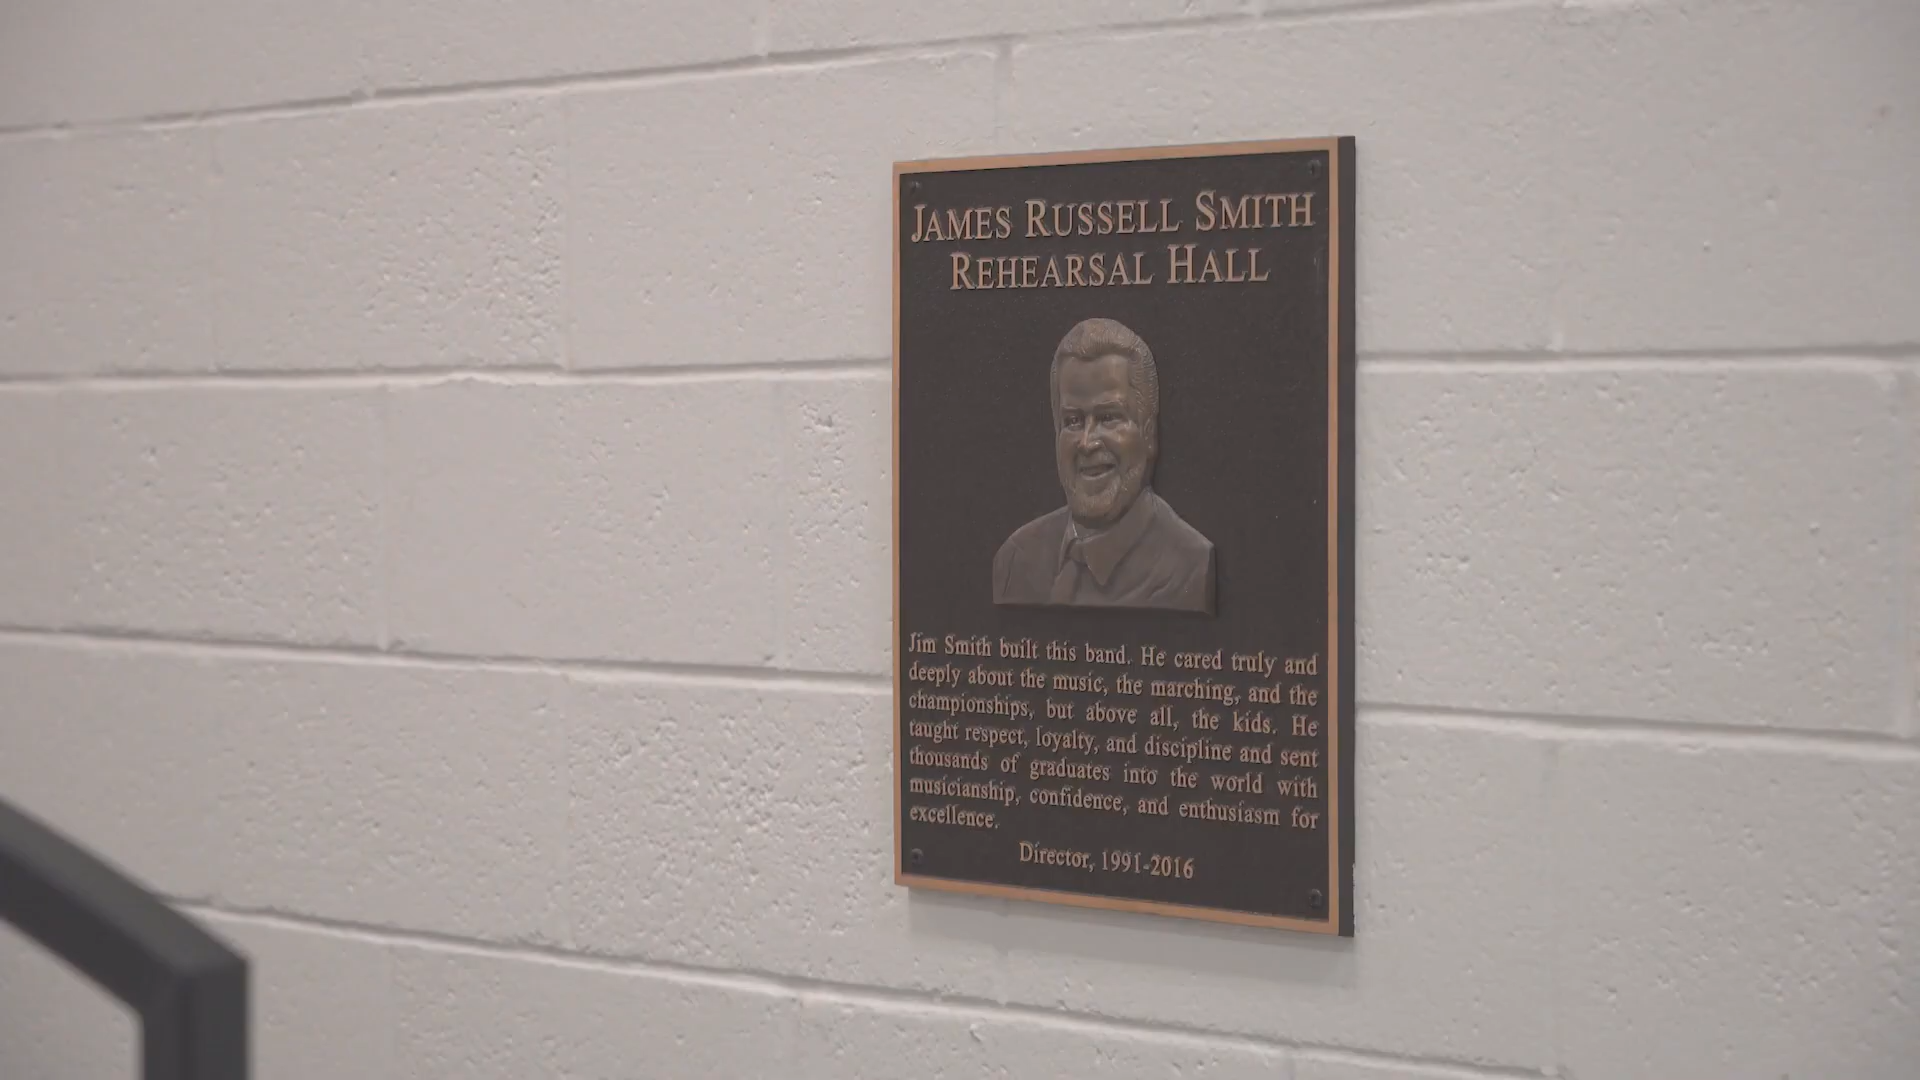 JAMES RUSSELL SMITH
REHEARSAL HALL
Jim Smith built this band. He cared truly and
deeply about the music, the marching, and the
championships, but above all, the kids. He
taught respect, loyalty, and discipline and sent
thousands of graduates into the world with
musicianship, confidence, and enthusiasm for
excellence.
Director, 1991-2016